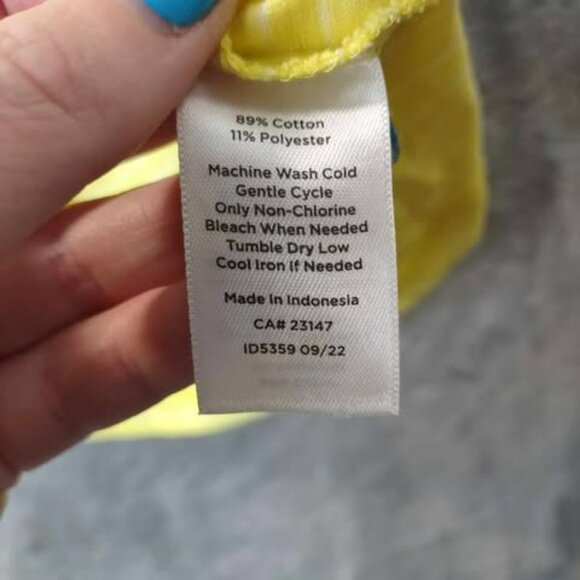 89% Cotton
11% Polyester
Machine Wash Cold
Gentle Cycle
Only Non-Chlorine
Bleach When Needed
Tumble Dry Low
Cool Iron If Needed
Made In Indonesia
CA# 23147
ID5359 09/22